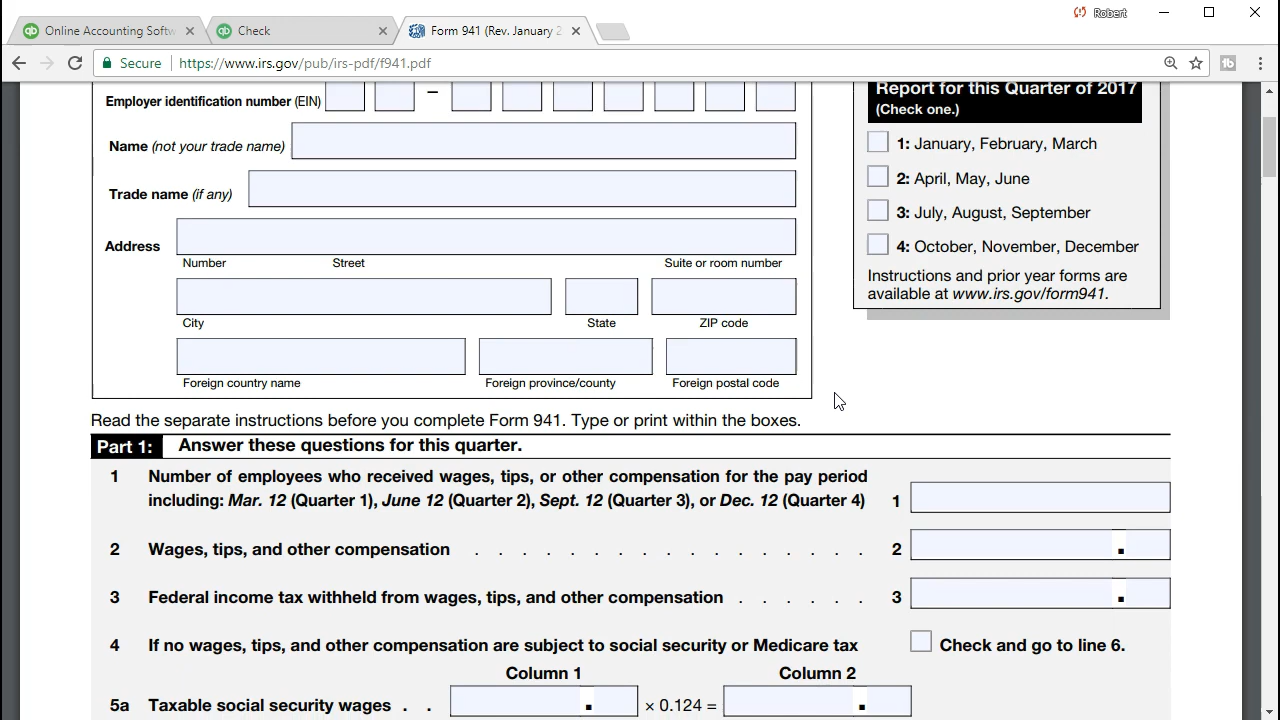 Robert
Online Accounting Softw
Check
Form 941 (Rev. January 2
Secure
https://www.irs.gov/pub/irs-pdf/f941.pdf
Employer identification number (EIN)
–
Report for this Quarter of 2017
(Check one.)
Name (not your trade name)
1: January, February, March
Trade name (if any)
2: April, May, June
3: July, August, September
Address
4: October, November, December
Number Street Suite or room number
Instructions and prior year forms are
available at www.irs.gov/form941.
City State ZIP code
Foreign country name Foreign province/county Foreign postal code
Read the separate instructions before you complete Form 941. Type or print within the boxes.
Part 1: Answer these questions for this quarter.
1 Number of employees who received wages, tips, or other compensation for the pay period
including: Mar. 12 (Quarter 1), June 12 (Quarter 2), Sept. 12 (Quarter 3), or Dec. 12 (Quarter 4) 1
2 Wages, tips, and other compensation . . . . . . . . . . . . . . . . . 2 .
3 Federal income tax withheld from wages, tips, and other compensation . . . . . . 3 .
4 If no wages, tips, and other compensation are subject to social security or Medicare tax Check and go to line 6.
Column 1 Column 2
5a Taxable social security wages . . . × 0.124 = .